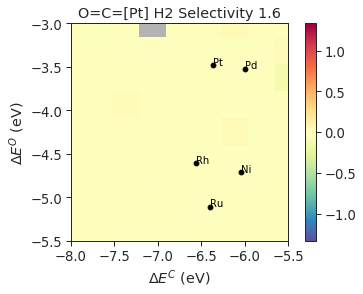 O=C=[Pt] H2 Selectivity 1.6
−3.0
−3.5
−4.0
−4.5
−5.0
−5.5
ΔE^O (eV)
Pt
Pd
Rh
Ni
Ru
−8.0 −7.5 −7.0 −6.5 −6.0 −5.5
ΔE^C (eV)
1.0
0.5
0.0
−0.5
−1.0